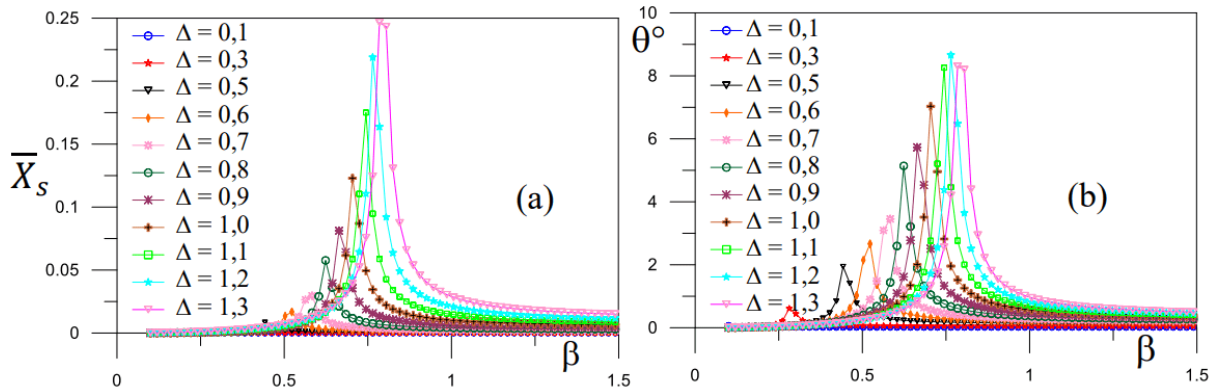 0.25
0.2
0.15
0.1
0.05
0
X̅s
Δ = 0,1
Δ = 0,3
Δ = 0,5
Δ = 0,6
Δ = 0,7
Δ = 0,8
Δ = 0,9
Δ = 1,0
Δ = 1,1
Δ = 1,2
Δ = 1,3
(a)
0
0.5
1
β
1.5
10
θ°
8
6
4
2
0
Δ = 0,1
Δ = 0,3
Δ = 0,5
Δ = 0,6
Δ = 0,7
Δ = 0,8
Δ = 0,9
Δ = 1,0
Δ = 1,1
Δ = 1,2
Δ = 1,3
(b)
0
0.5
1
β
1.5